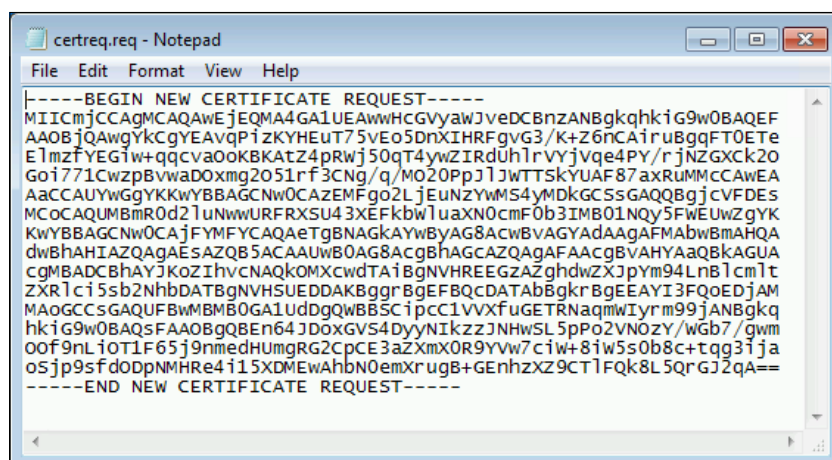 certreq.req - Notepad
File Edit Format View Help
-----BEGIN NEW CERTIFICATE REQUEST-----
MIICmjCCAgMCAQAwEjEQMA4GA1UEAwwHcGVyaWJveDCBnzANBgkqhkiG9w0BAQEF
AAOBjQAwgYkCgYEAvqPizKYHEuT75vEo5DnXIHRFgvG3/K+Z6nCAiruBgqFT0ETe
ElmzfYEGiw+qqcvaOoKBKAtZ4pRWj50qT4ywZIRdUhlrVYjvqe4PY/rjNZGXCk2O
Goi771CwzpBvwaDOxmg2O51rf3CNg/q/MO2OPpJlJWTTSkYUAF87axRuMMcCAwEA
AaCCAUYwGgYKKwYBBAGCNw0CAzEMFgo2LjEuNzYwMS4yMDkGCSsGAQQBgjcVFDEs
MCoCAQUMBmR0d2luNwwURFRXSU43XEFkbWluaXN0cmF0b3IMB01NQy5FWEUwZgYK
KwYBBAGCNw0CAjFYMFYCAQAeTgBNAGkAYwByAG8AcwBvAGYAdAAgAFMAbwBmAHQA
dwBhAHIAZQAgAEsAZQB5ACAAUwB0AG8AcgBhAGcAZQAgAFAAcgBvAHYAaQBkAGUA
cgMBADCBhAYJKoZIhvcNAQkOMXcwdTAiBgNVHREEGzAZghdwZXJpYm94LnBlcmlt
ZXRlci5sb2NhbDATBgNVHSUEDDAKBggrBgEFBQcDATAbBgkrBgEEAYI3FQoEDjAM
MAoGCCsGAQUFBwMBMB0GA1UdDgQWBBSCipcC1VVXfuGETRNaqmWIyrm99jANBgkq
hkiG9w0BAQsFAAOBgQBEn64JDoxGVS4DyyNIkzzJNHwSL5pPo2VNOzY/WGb7/gwm
OOf9nLiOT1F65j9nmedHUmgRG2CpCE3aZXmX0R9YVw7ciW+8iW5s0b8c+tqg3ija
oSjp9sfdODpNMHRe4i15XDMEwAhbN0emXrugB+GEnhzXZ9CTlFQk8L5QrGJ2qA==
-----END NEW CERTIFICATE REQUEST-----